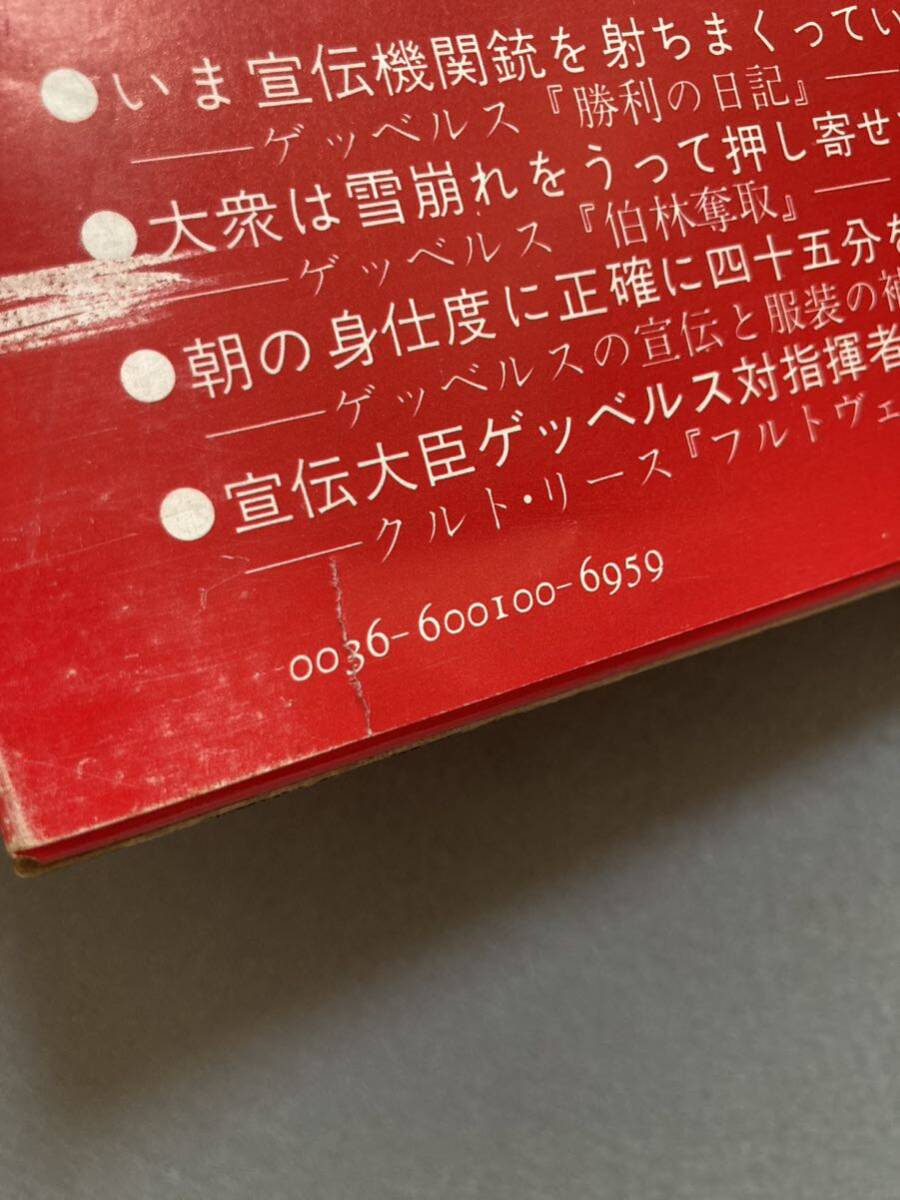 ●いま宣伝機関銃を射ちまくってい
——ゲッベルス『勝利の日記』——
●大衆は雪崩れをうって押し寄せ
——ゲッベルス『伯林奪取』——
●朝の身仕度に正確に四十五分を
——ゲッベルスの宣伝と服装の補
●宣伝大臣ゲッベルス対指揮者
——クルト・リース『フルトヴェ
0036-600100-6959